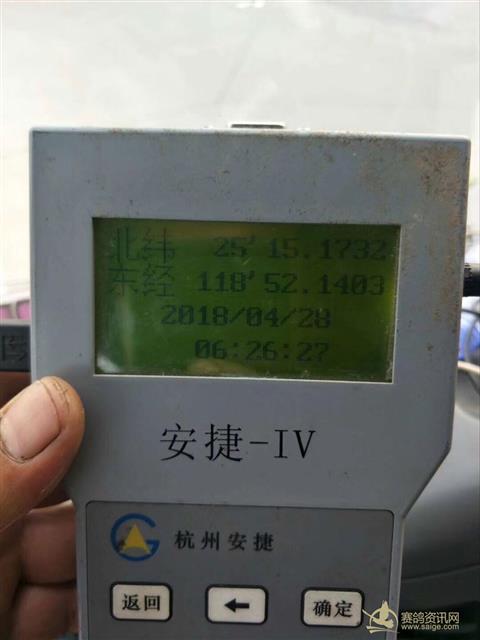 北纬 25'15.1732
东经 118'52.1403
2018/04/28
06:26:27
安捷-IV
杭州安捷
返回
←
确定
赛鸽资讯网
www.saige.com